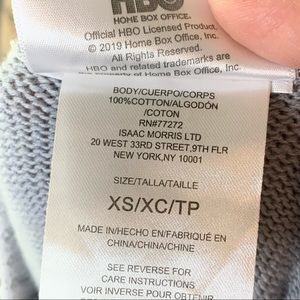 HBO
HOME BOX OFFICE.
Official HBO Licensed Product.
© 2019 Home Box Office, Inc.
All Rights Reserved.
HBO and related trademarks are
the property of Home Box Office, Inc.
BODY/CUERPO/CORPS
100%COTTON/ALGODÓN
/COTON
RN#77272
ISAAC MORRIS LTD
20 WEST 33RD STREET,9TH FLR
NEW YORK,NY 10001
SIZE/TALLA/TAILLE
XS/XC/TP
MADE IN/HECHO EN/FABRIQUÉ EN
CHINA/CHINA/CHINE
SEE REVERSE FOR
CARE INSTRUCTIONS
VOIR INVERSE POUR OBTENIR